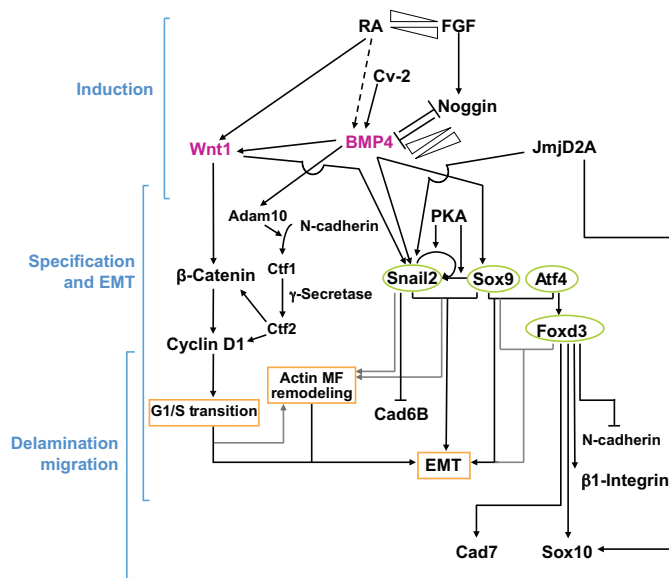 RA
FGF
Cv-2
Induction
Noggin
Wnt1
BMP4
JmjD2A
Adam10
N-cadherin
PKA
Specification
and EMT
β-Catenin
Ctf1
Snail2
Sox9
Atf4
γ-Secretase
Ctf2
Foxd3
Cyclin D1
Actin MF
remodeling
G1/S transition
Cad6B
N-cadherin
Delamination
migration
EMT
β1-Integrin
Cad7
Sox10